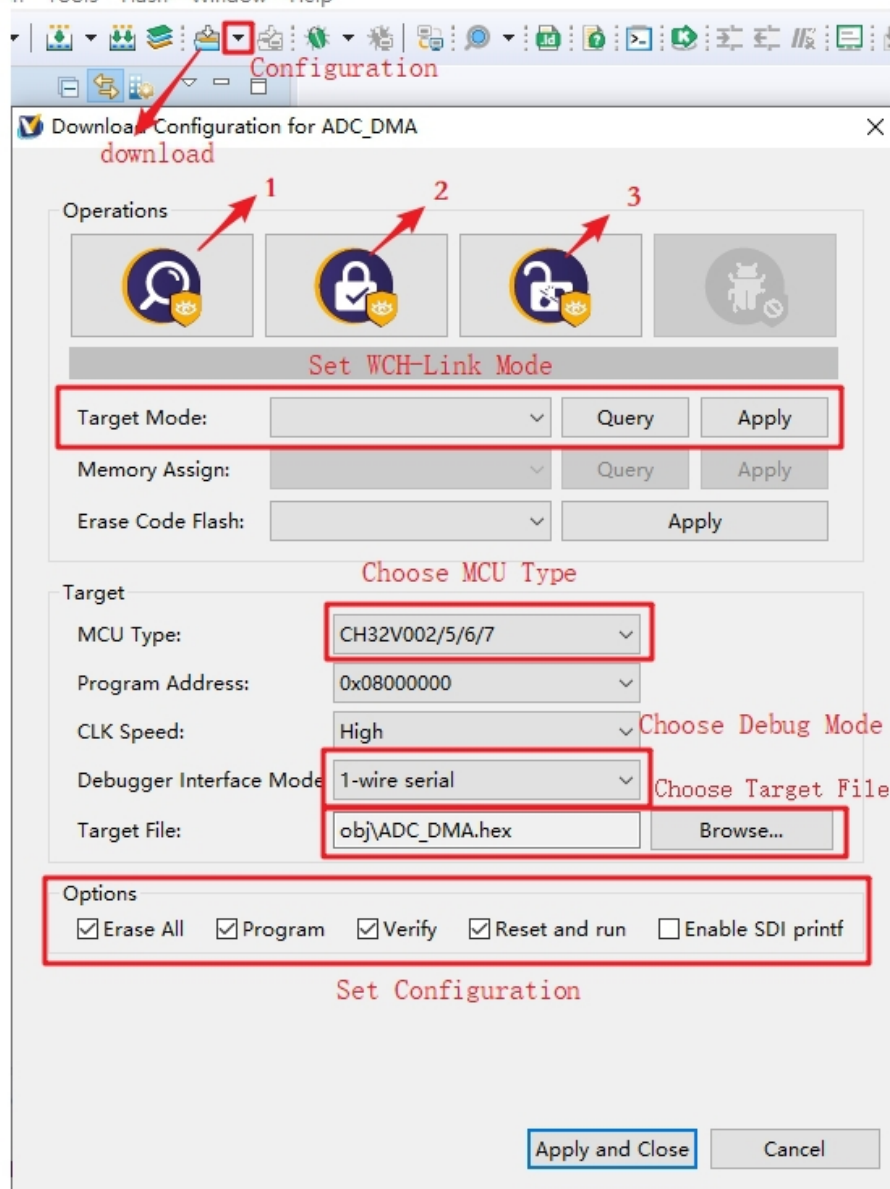 Tools Flash Window Help
Configuration
Download Configuration for ADC_DMA
download
1
2
3
Operations
Set WCH-Link Mode
Target Mode: Query Apply
Memory Assign: Query Apply
Erase Code Flash: Apply
Choose MCU Type
Target
MCU Type: CH32V002/5/6/7
Program Address: 0x08000000
CLK Speed: High
Choose Debug Mode
Debugger Interface Mode 1-wire serial
Choose Target File
Target File: obj\ADC_DMA.hex Browse...
Options
Erase All Program Verify Reset and run Enable SDI printf
Set Configuration
Apply and Close Cancel